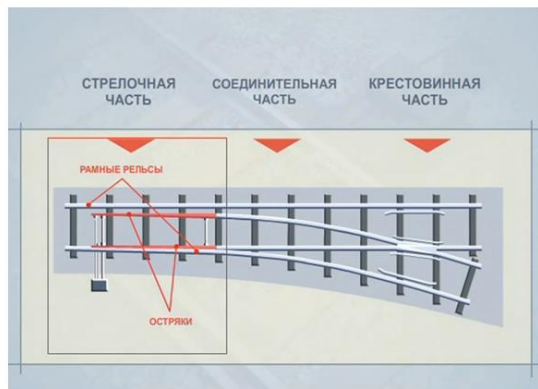 СТРЕЛОЧНАЯ
ЧАСТЬ
СОЕДИНИТЕЛЬНАЯ
ЧАСТЬ
КРЕСТОВИННАЯ
ЧАСТЬ
РАМНЫЕ РЕЛЬСЫ
ОСТРЯКИ